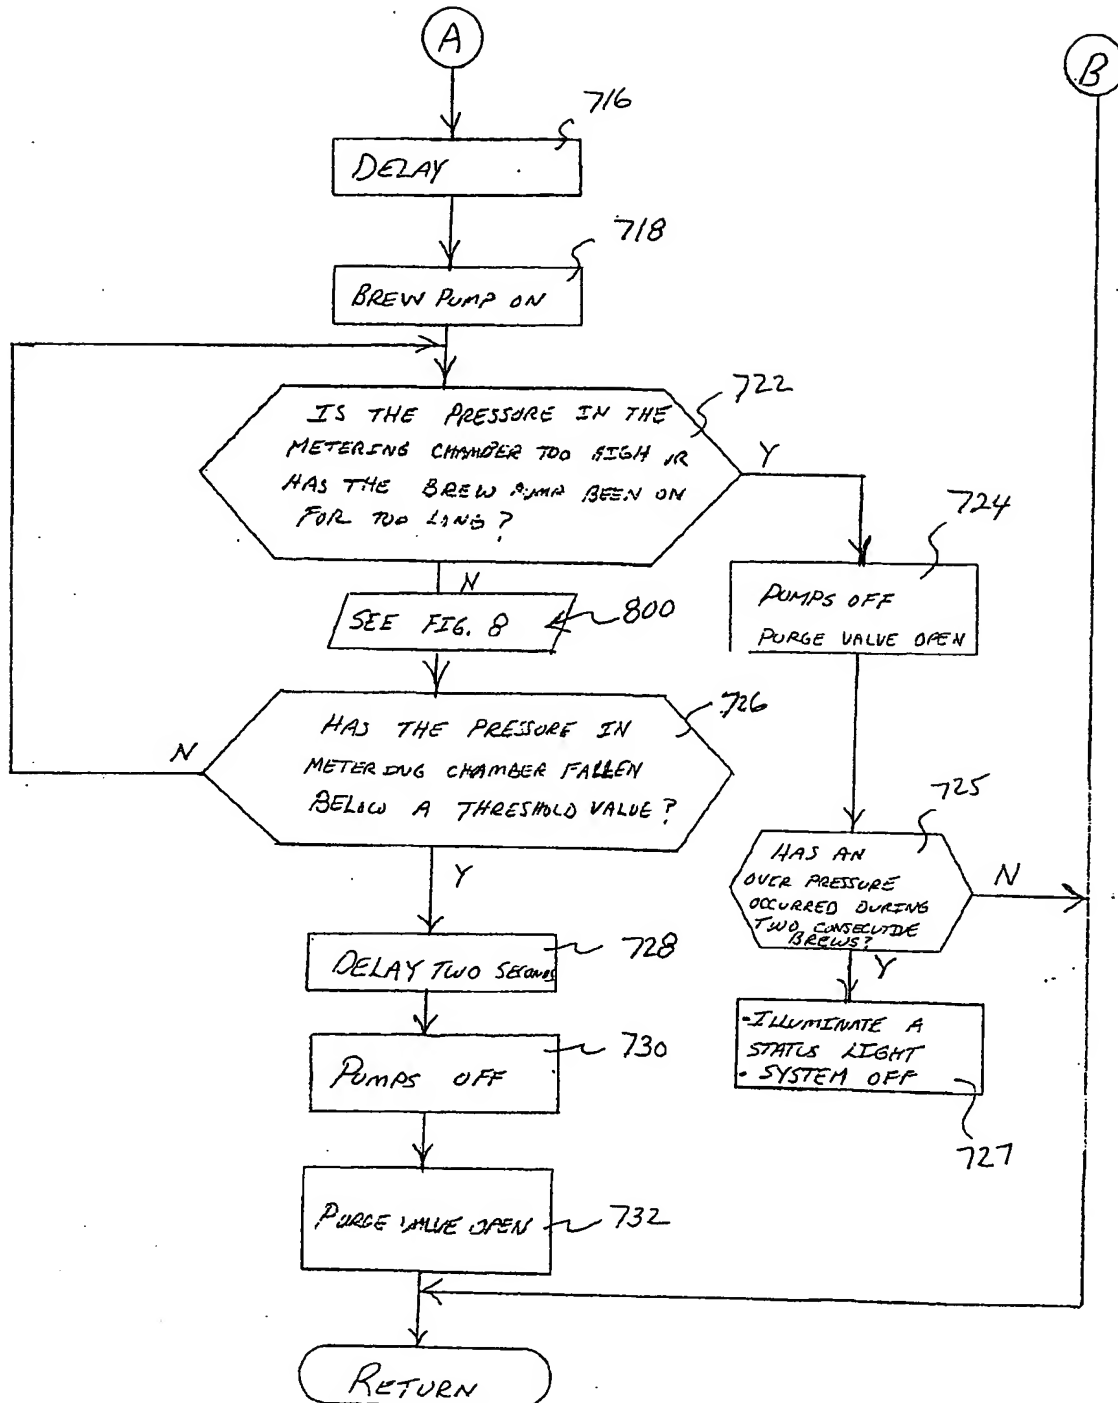 A
B
716
DELAY
718
BREW PUMP ON
722
IS THE PRESSURE IN THE
METERING CHAMBER TOO HIGH OR
HAS THE BREW PUMP BEEN ON
FOR TOO LONG?
Y
N
724
PUMPS OFF
PURGE VALUE OPEN
SEE FIG. 8
800
726
HAS THE PRESSURE IN
METERING CHAMBER FALLEN
BELOW A THRESHOLD VALUE?
N
Y
725
HAS AN
OVER PRESSURE
OCCURRED DURING
TWO CONSECUTIVE
BREWS?
N
Y
728
DELAY TWO SECONDS
-ILLUMINATE A
STATUS LIGHT
- SYSTEM OFF
727
730
PUMPS OFF
PURGE VALUE OPEN
732
RETURN